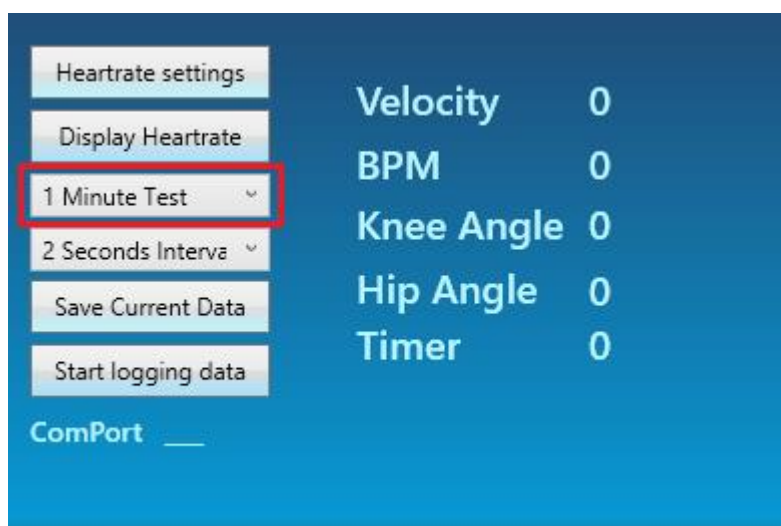 Heartrate settings
Display Heartrate
1 Minute Test
2 Seconds Interva
Save Current Data
Start logging data
ComPort ___
Velocity 0
BPM 0
Knee Angle 0
Hip Angle 0
Timer 0